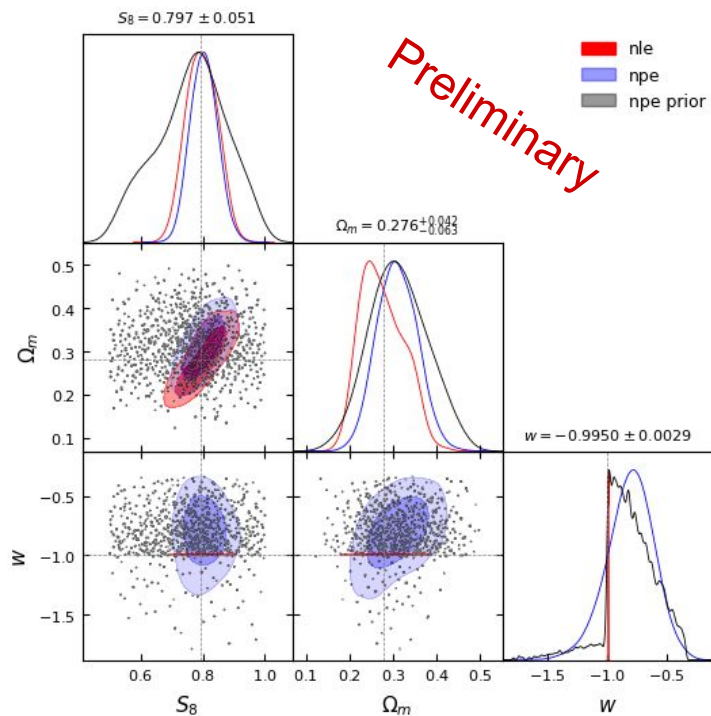 S₈ = 0.797 ± 0.051
Preliminary
nle
npe
npe prior
Ωₘ = 0.276⁺⁰·⁰⁴²₋₀.₀₆₃
0.5
0.4
0.3
0.2
0.1
Ωₘ
w = −0.9950 ± 0.0029
−0.5
−1.0
−1.5
w
0.6 0.8 1.0
0.1 0.2 0.3 0.4 0.5
−1.5 −1.0 −0.5
S₈
Ωₘ
w